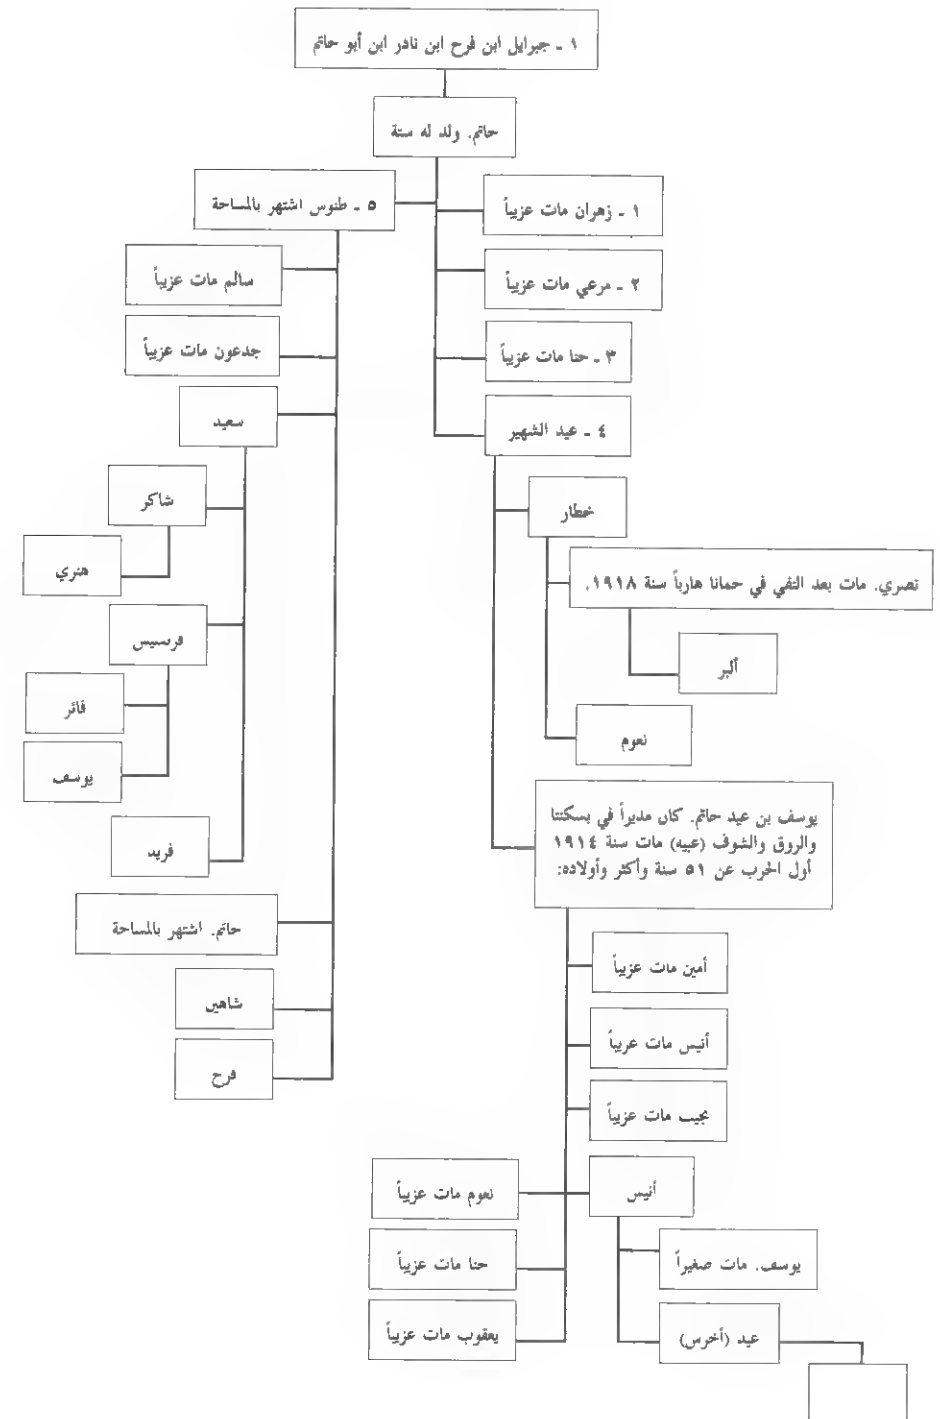 ١ ـ جبرايل ابن فرح ابن نادر ابن أبو حاتم
حاتم. ولد له ستة
١ ـ زهران مات عزيباً
٢ ـ مرعي مات عزيباً
٣ ـ حنا مات عزيباً
٤ ـ عيد الشهير
خطار
نصري. مات بعد النفي في حمانا هارباً سنة ١٩١٨.
ألبر
نعوم
يوسف بن عيد حاتم. كان مديراً في بسكنتا
والزوق والشوف (عبيه) مات سنة ١٩١٤
أول الحرب عن ٥١ سنة وأكثر وأولاده:
أمين مات عزيباً
أنيس مات عزيباً
نجيب مات عزيباً
أنيس
يوسف. مات صغيراً
عيد (أخرس)
نعوم مات عزيباً
حنا مات عزيباً
يعقوب مات عزيباً
٥ ـ طنوس اشتهر بالمساحة
سالم مات عزيباً
جدعون مات عزيباً
سعيد
شاكر
هنري
فرنسيس
فائز
يوسف
فريد
حاتم. اشتهر بالمساحة
شاهين
فرح